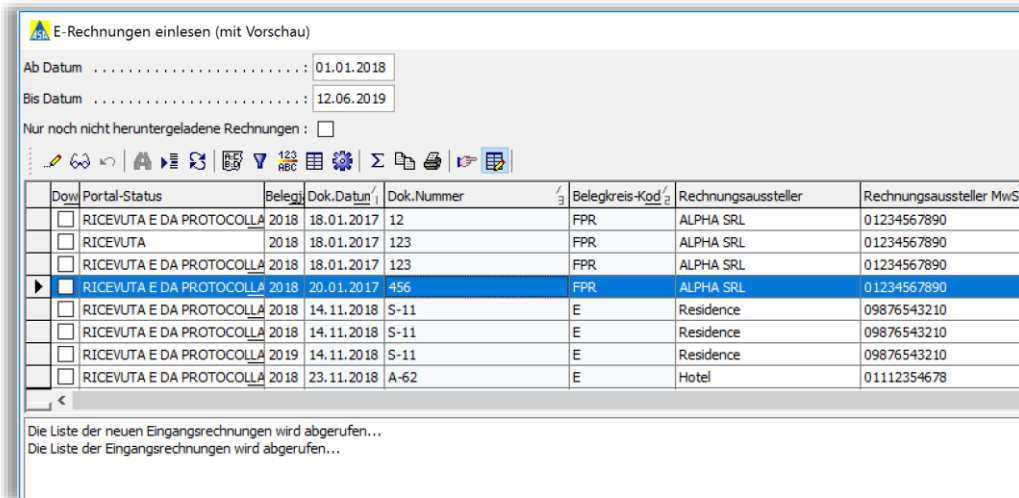 E-Rechnungen einlesen (mit Vorschau)
Ab Datum . . . . . . . . . . . . . . . . . . . . . . . . . : 01.01.2018
Bis Datum . . . . . . . . . . . . . . . . . . . . . . . . . : 12.06.2019
Nur noch nicht heruntergeladene Rechnungen :
Dow Portal-Status Belegj Dok.Datun 1 Dok.Nummer 3 Belegkreis-Kod 2 Rechnungsaussteller Rechnungsaussteller MwS
RICEVUTA E DA PROTOCOLLA 2018 18.01.2017 12 FPR ALPHA SRL 01234567890
RICEVUTA 2018 18.01.2017 123 FPR ALPHA SRL 01234567890
RICEVUTA E DA PROTOCOLLA 2018 18.01.2017 123 FPR ALPHA SRL 01234567890
RICEVUTA E DA PROTOCOLLA 2018 20.01.2017 456 FPR ALPHA SRL 01234567890
RICEVUTA E DA PROTOCOLLA 2018 14.11.2018 S-11 E Residence 09876543210
RICEVUTA E DA PROTOCOLLA 2018 14.11.2018 S-11 E Residence 09876543210
RICEVUTA E DA PROTOCOLLA 2019 14.11.2018 S-11 E Residence 09876543210
RICEVUTA E DA PROTOCOLLA 2018 23.11.2018 A-62 E Hotel 01112354678
Die Liste der neuen Eingangsrechnungen wird abgerufen...
Die Liste der Eingangsrechnungen wird abgerufen...